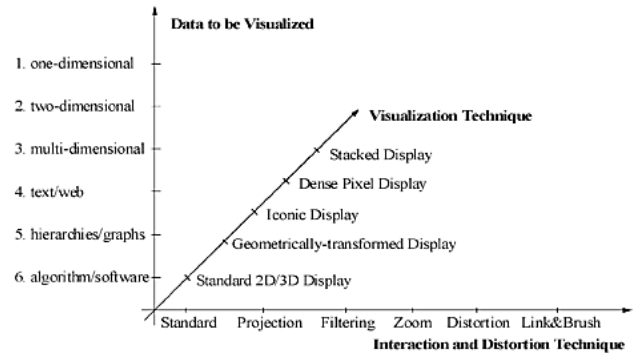 Data to be Visualized
1. one-dimensional
2. two-dimensional
Visualization Technique
3. multi-dimensional
Stacked Display
Dense Pixel Display
4. text/web
Iconic Display
5. hierarchies/graphs
Geometrically-transformed Display
6. algorithm/software
Standard 2D/3D Display
Standard Projection Filtering Zoom Distortion Link&Brush
Interaction and Distortion Technique